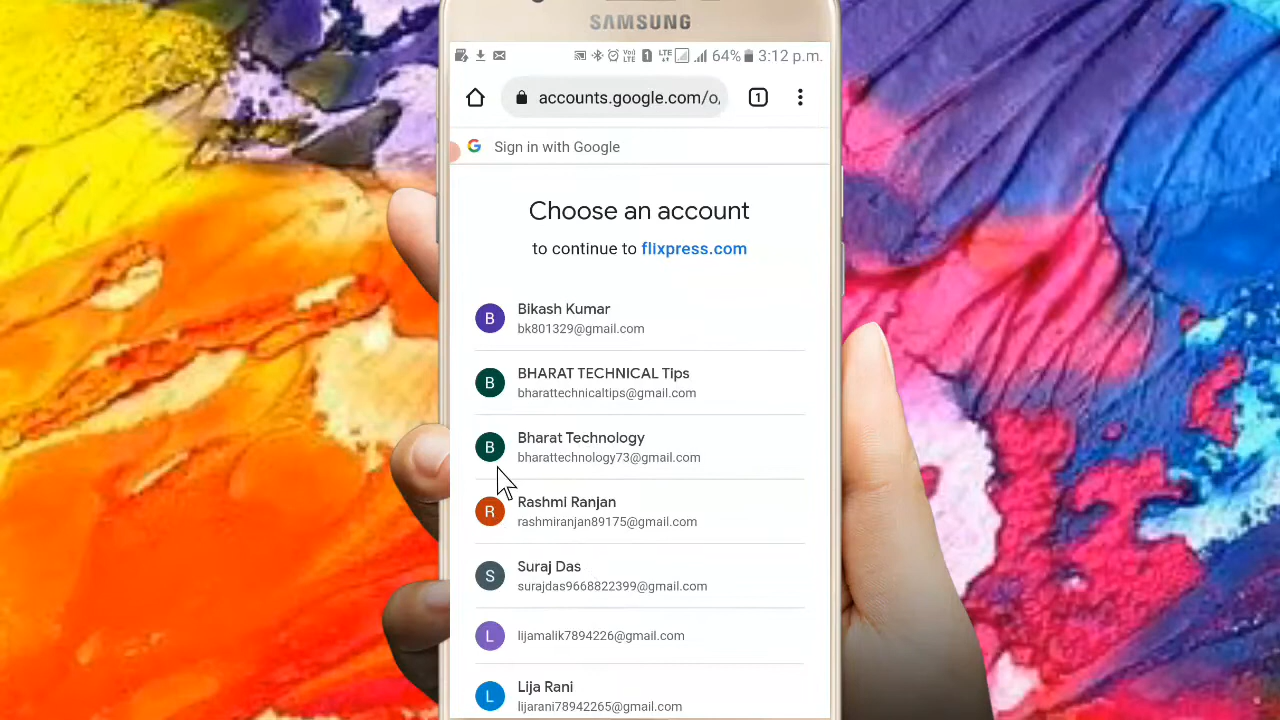 SAMSUNG
1 LTE 64% 3:12 p.m.
accounts.google.com/o,
1
Sign in with Google
Choose an account
to continue to flixpress.com
B Bikash Kumar
bk801329@gmail.com
B BHARAT TECHNICAL Tips
bharattechnicaltips@gmail.com
B Bharat Technology
bharattechnology73@gmail.com
R Rashmi Ranjan
rashmiranjan89175@gmail.com
S Suraj Das
surajdas9668822399@gmail.com
L lijamalik7894226@gmail.com
L Lija Rani
lijarani78942265@gmail.com